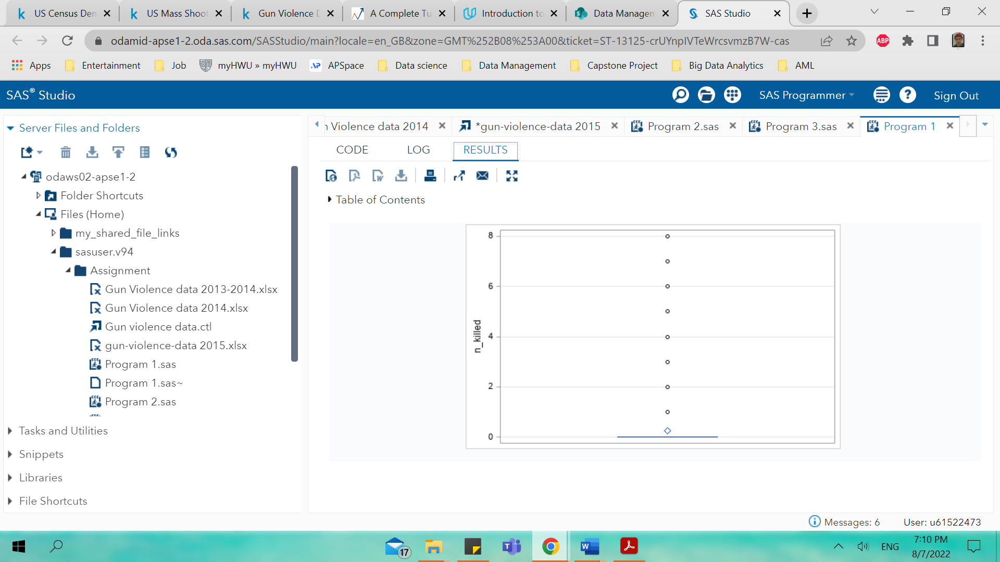 US Census Den
US Mass Shoot
Gun Violence D
A Complete Tu
Introduction to
Data Managem
SAS Studio
odamid-apse1-2.oda.sas.com/SASStudio/main?locale=en_GB&zone=GMT%252B08%253A00&ticket=ST-13125-crUYnpIVTeWrcsvmzB7W-cas
ABP
Apps
Entertainment
Job
myHWU » myHWU
APSpace
Data science
Data Management
Capstone Project
Big Data Analytics
AML
SAS® Studio
SAS Programmer
Sign Out
Server Files and Folders
odaws02-apse1-2
Folder Shortcuts
Files (Home)
my_shared_file_links
sasuser.v94
Assignment
Gun Violence data 2013-2014.xlsx
Gun Violence data 2014.xlsx
Gun violence data.ctl
gun-violence-data 2015.xlsx
Program 1.sas
Program 1.sas~
Program 2.sas
Tasks and Utilities
Snippets
Libraries
File Shortcuts
n Violence data 2014
*gun-violence-data 2015
Program 2.sas
Program 3.sas
Program 1
CODE
LOG
RESULTS
Table of Contents
8
6
4
2
0
n_killed
Messages: 6
User: u61522473
17
ENG
7:10 PM
8/7/2022